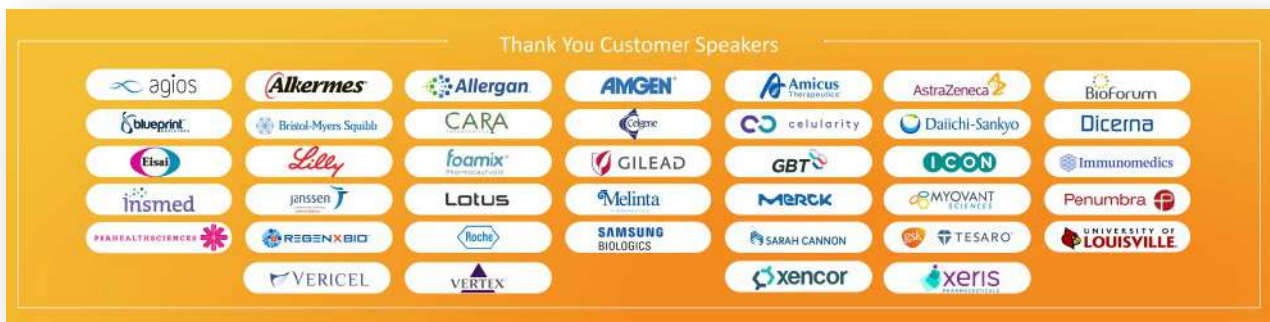 Thank You Customer Speakers
agios
Alkermes
Allergan
AMGEN
Amicus
Therapeutics
AstraZeneca
BioForum
blueprint
Bristol-Myers Squibb
CARA
Celgene
celularity
Daiichi-Sankyo
Dicerna
Eisai
Lilly
foamix
Pharmaceuticals
GILEAD
GBT
ICON
Immunomedics
insmed
janssen
Lotus
Melinta
MERCK
MYOVANT
SCIENCES
Penumbra P
PRAHEALTHSCIENCES
REGENXBIO
Roche
SAMSUNG
BIOLOGICS
SARAH CANNON
gsk TESARO
UNIVERSITY OF
LOUISVILLE
VERICEL
VERTEX
xencor
xeris
PHARMACEUTICALS